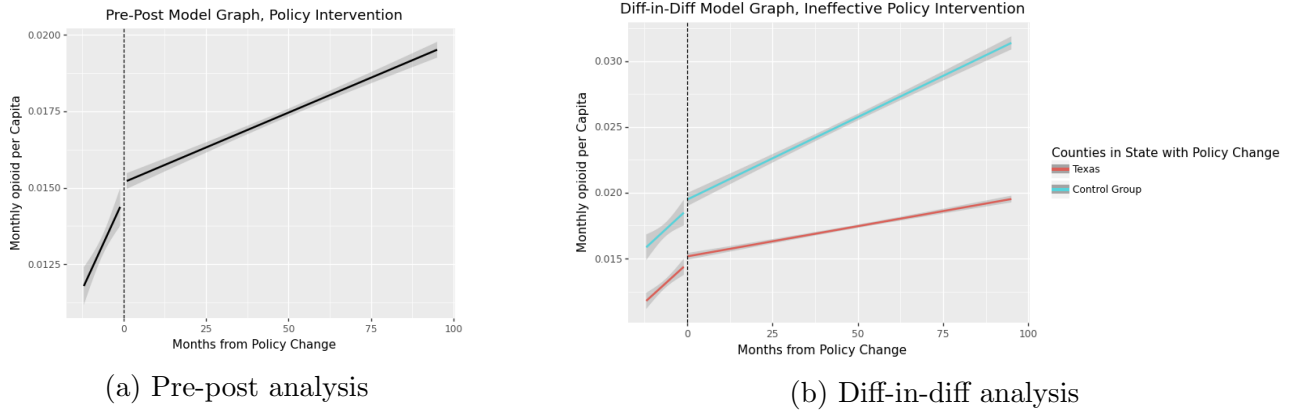 Pre-Post Model Graph, Policy Intervention
0.0200
0.0175
0.0150
0.0125
Monthly opioid per Capita
0
25
50
75
100
Months from Policy Change
(a) Pre-post analysis
Diff-in-Diff Model Graph, Ineffective Policy Intervention
0.030
0.025
0.020
0.015
Monthly opioid per Capita
0
25
50
75
100
Months from Policy Change
Counties in State with Policy Change
Texas
Control Group
(b) Diff-in-diff analysis